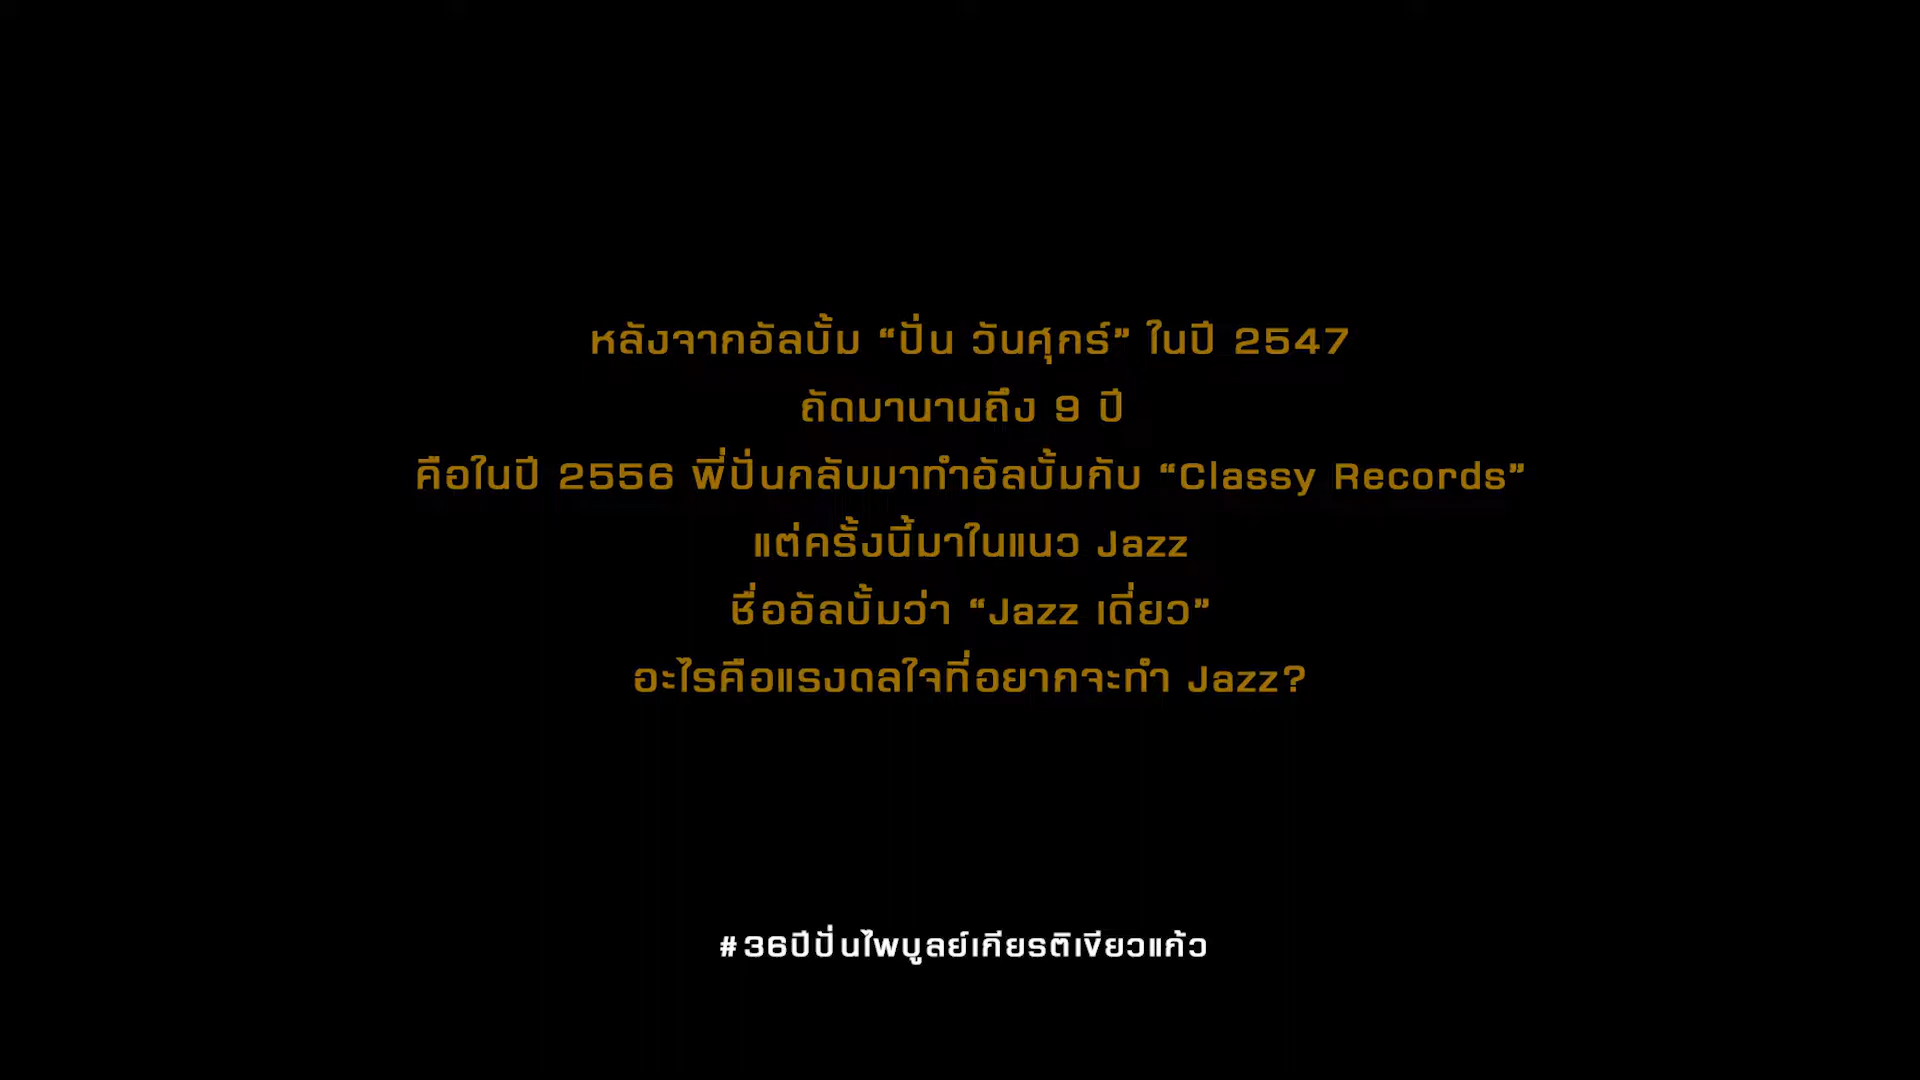 หลังจากอัลบั้ม “ปั่น วันศุกร์” ในปี 2547
ถัดมานานถึง 9 ปี
คือในปี 2556 พี่ปั่นกลับมาทำอัลบั้มกับ “Classy Records”
แต่ครั้งนี้มาในแนว Jazz
ชื่ออัลบั้มว่า “Jazz เดี่ยว”
อะไรคือแรงดลใจที่อยากจะทำ Jazz?
#36ปีปั่นไพบูลย์เกียรติเขียวแก้ว